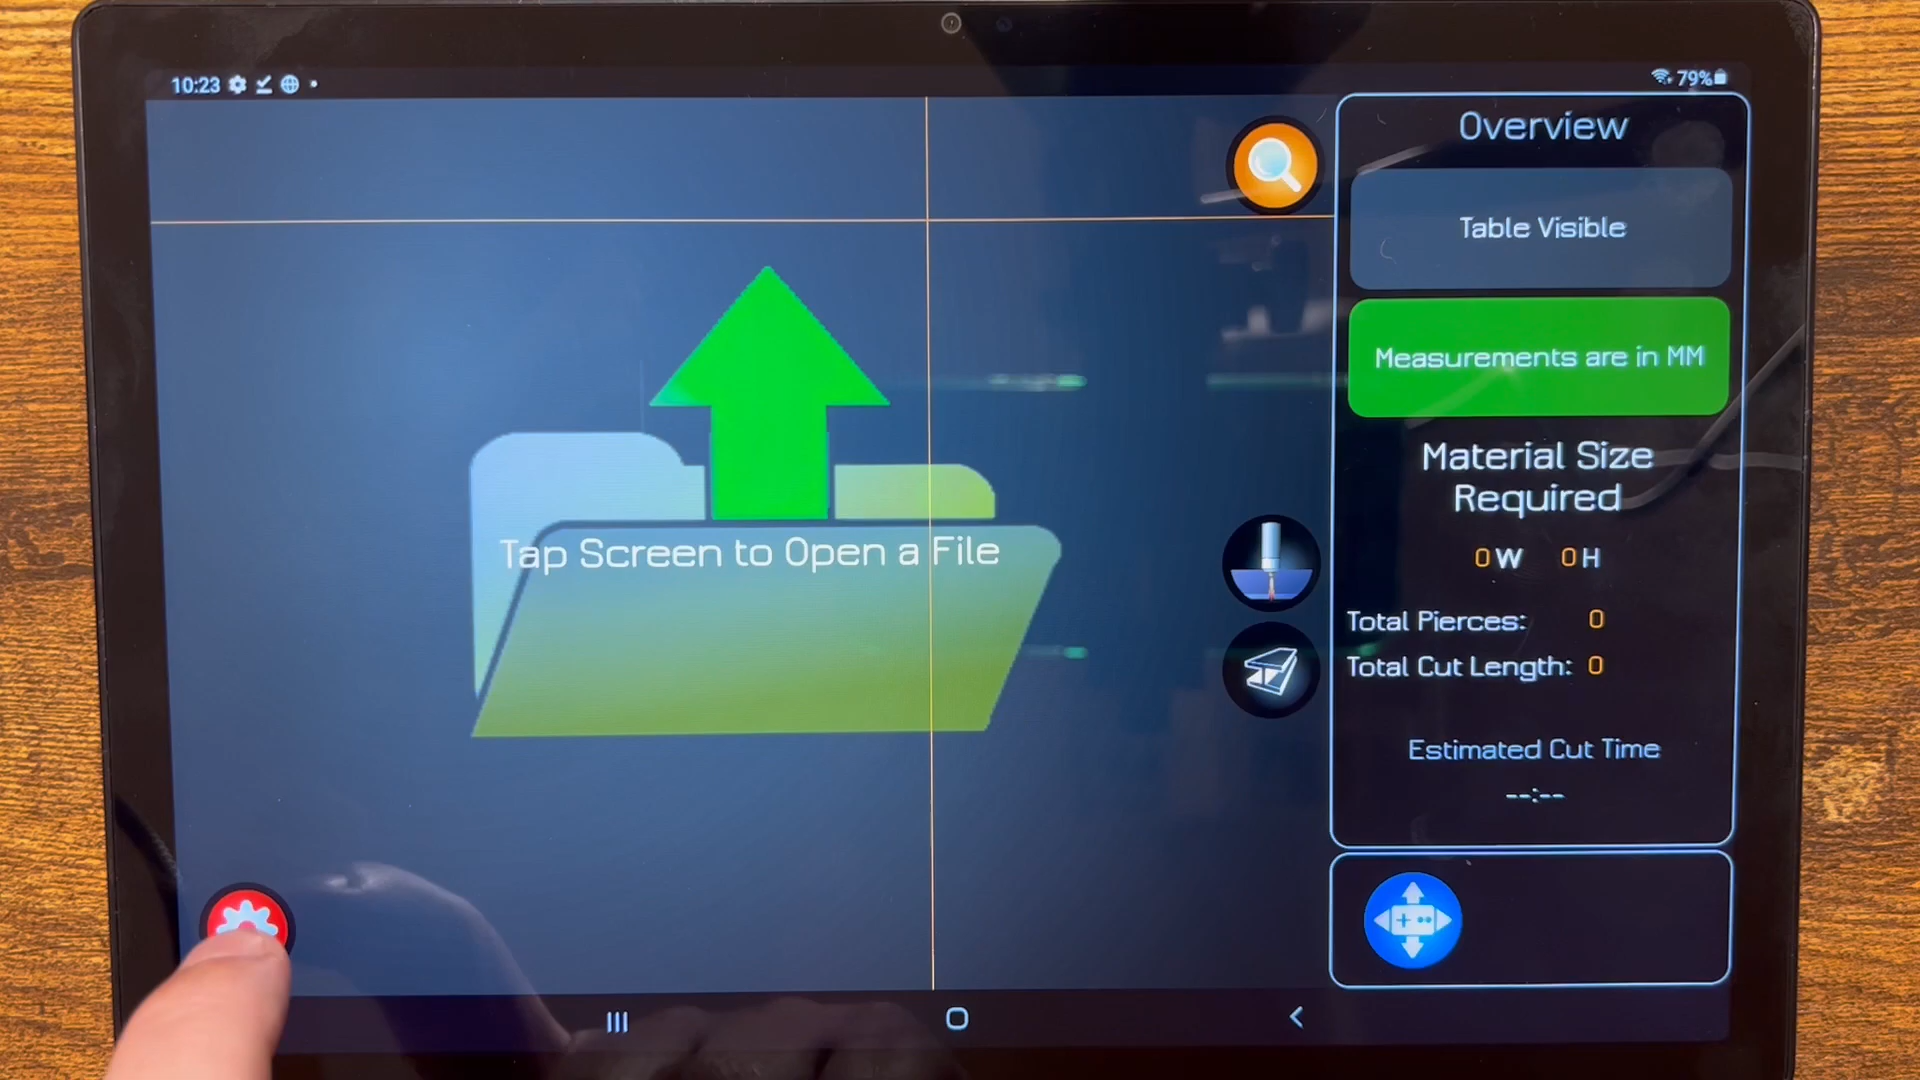 10:23
79%
Overview
Table Visible
Measurements are in MM
Material Size
Required
0 W 0 H
Total Pierces: 0
Total Cut Length: 0
Estimated Cut Time
--:--
Tap Screen to Open a File